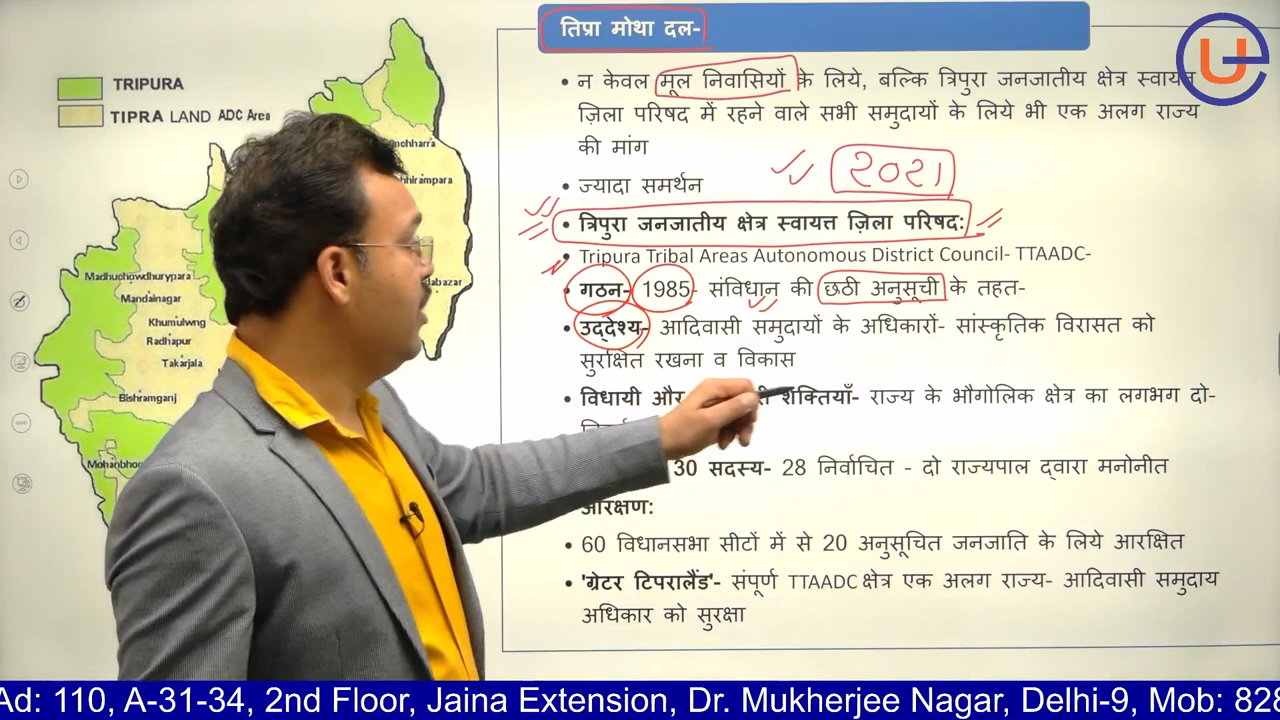 TRIPURA
TIPRA LAND ADC Area
Madhuchowdhurypara
Mandainagar
Khumulwng
Radhapur
Takarjala
Bishramganj
तिप्रा मोथा दल-
• न केवल मूल निवासियों के लिये, बल्कि त्रिपुरा जनजातीय क्षेत्र स्वायत्त
ज़िला परिषद में रहने वाले सभी समुदायों के लिये भी एक अलग राज्य
की मांग
२०२१
• ज्यादा समर्थन
• त्रिपुरा जनजातीय क्षेत्र स्वायत्त ज़िला परिषद:
• Tripura Tribal Areas Autonomous District Council- TTAADC-
• गठन- 1985- संविधान की छठी अनुसूची के तहत-
• उद्देश्य- आदिवासी समुदायों के अधिकारों- सांस्कृतिक विरासत को
सुरक्षित रखना व विकास
• विधायी और शक्तियाँ- राज्य के भौगोलिक क्षेत्र का लगभग दो-
30 सदस्य- 28 निर्वाचित - दो राज्यपाल द्वारा मनोनीत
आरक्षण:
• 60 विधानसभा सीटों में से 20 अनुसूचित जनजाति के लिये आरक्षित
• 'ग्रेटर टिपरालैंड'- संपूर्ण TTAADC क्षेत्र एक अलग राज्य- आदिवासी समुदाय
अधिकार को सुरक्षा
Ad: 110, A-31-34, 2nd Floor, Jaina Extension, Dr. Mukherjee Nagar, Delhi-9, Mob: 828